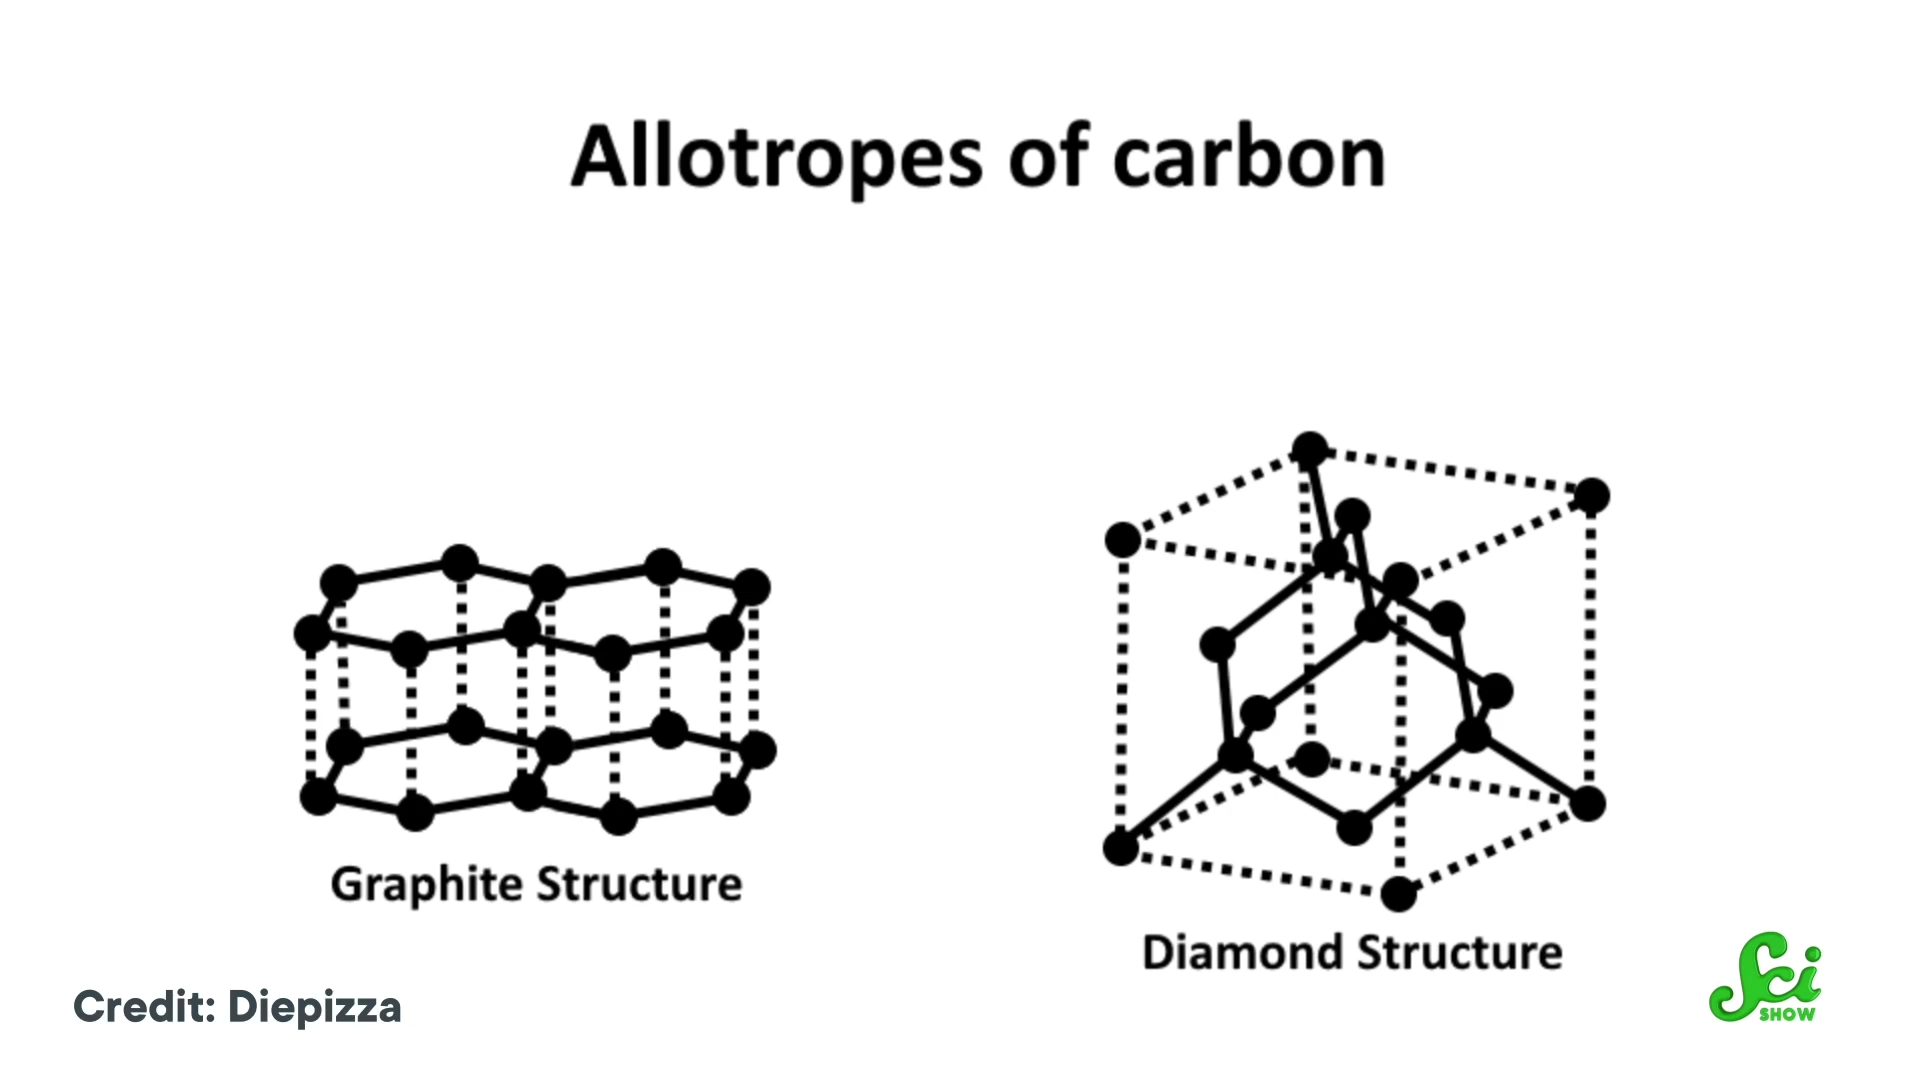 Allotropes of carbon
Graphite Structure
Diamond Structure
Credit: Diepizza
Sci
SHOW